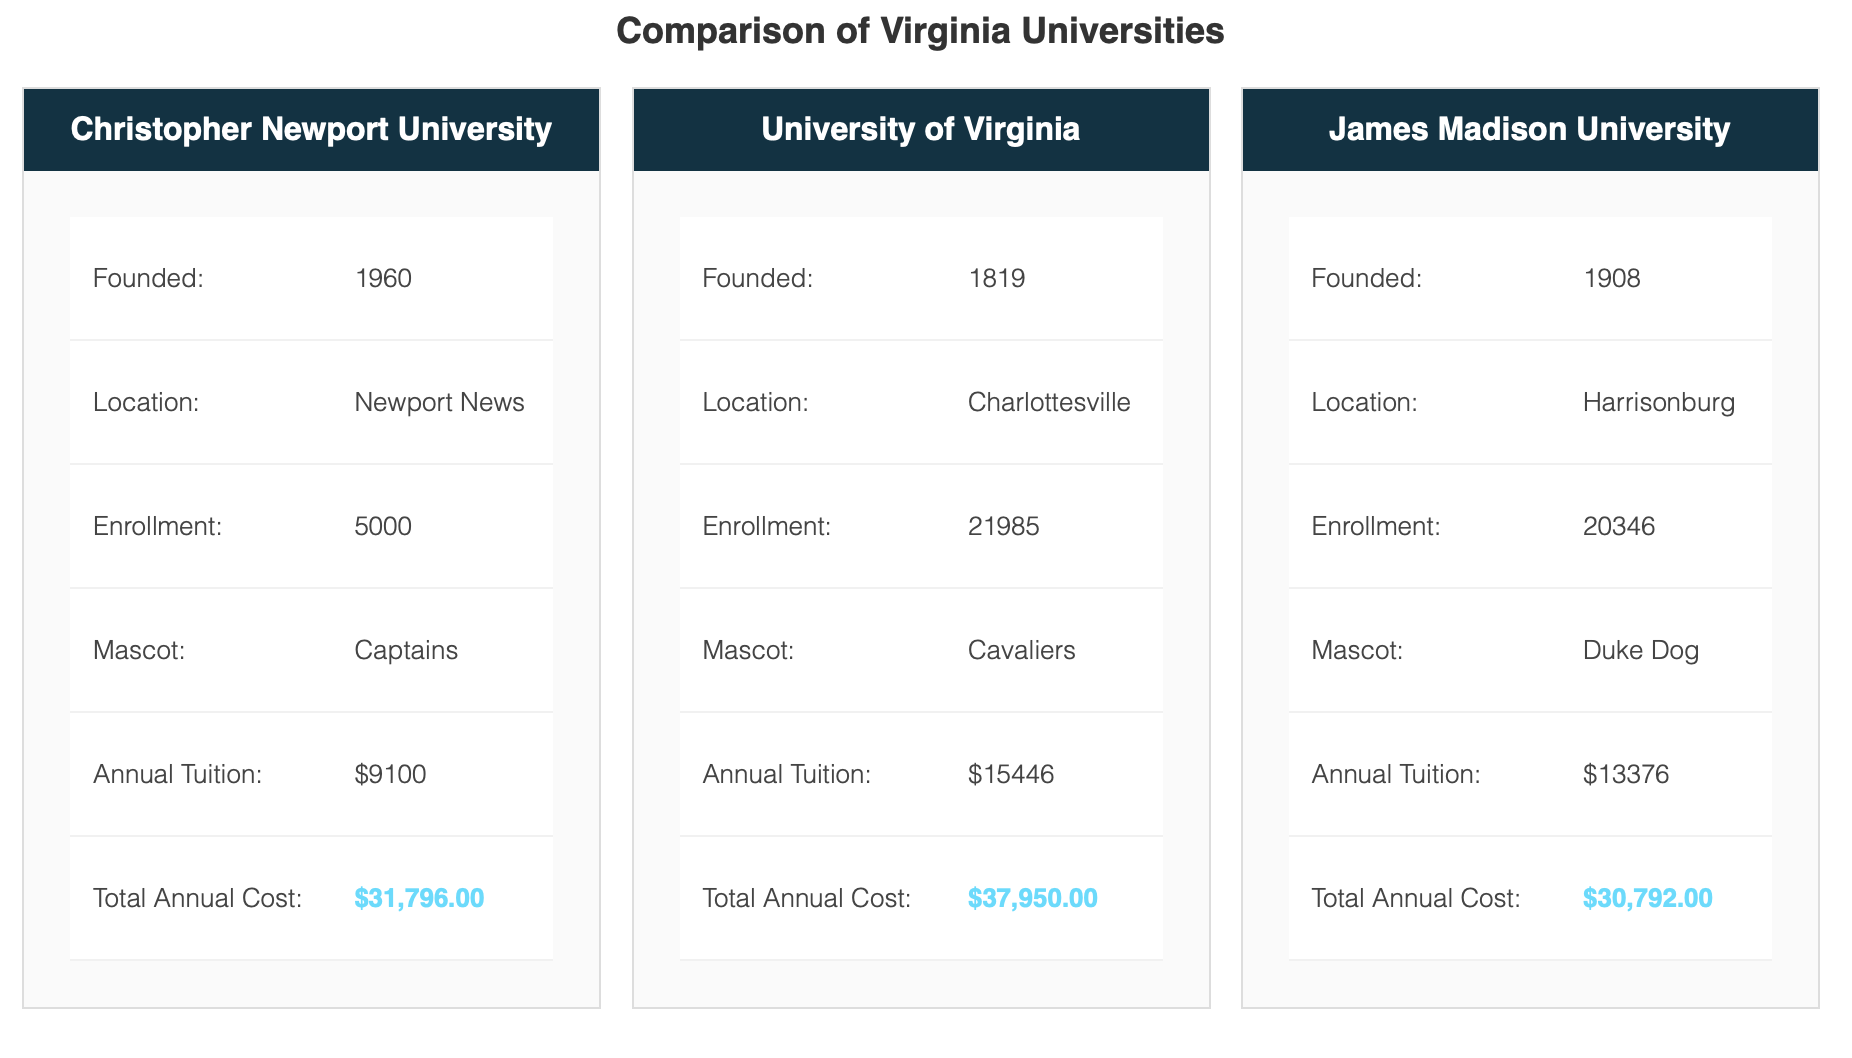 Comparison of Virginia Universities
Christopher Newport University
Founded: 1960
Location: Newport News
Enrollment: 5000
Mascot: Captains
Annual Tuition: $9100
Total Annual Cost: $31,796.00
University of Virginia
Founded: 1819
Location: Charlottesville
Enrollment: 21985
Mascot: Cavaliers
Annual Tuition: $15446
Total Annual Cost: $37,950.00
James Madison University
Founded: 1908
Location: Harrisonburg
Enrollment: 20346
Mascot: Duke Dog
Annual Tuition: $13376
Total Annual Cost: $30,792.00